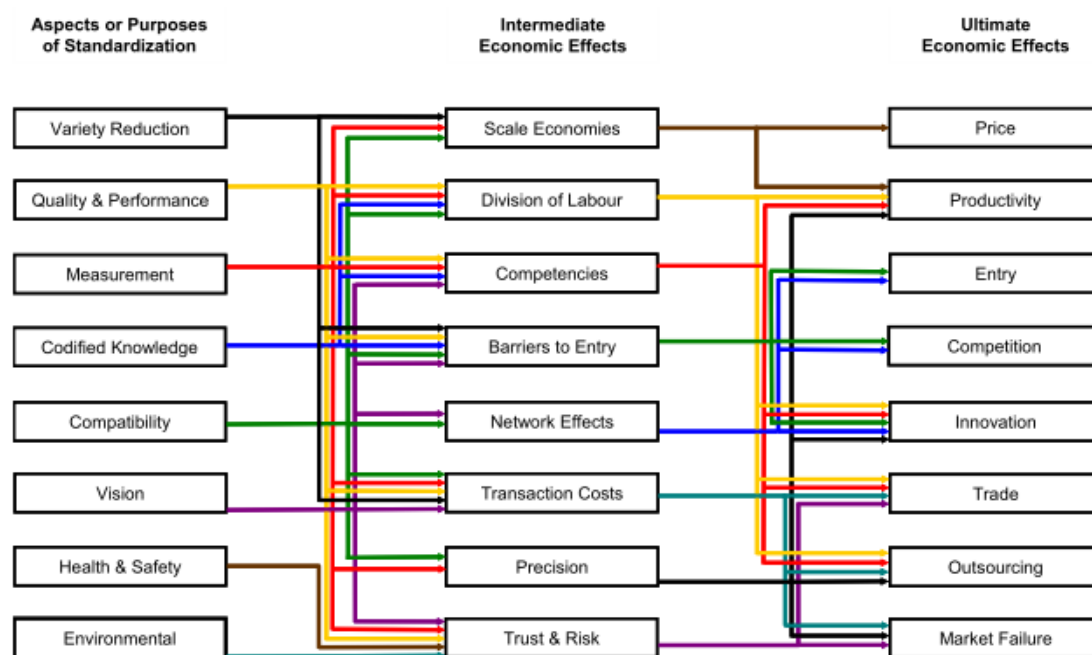 Aspects or Purposes
of Standardization
Intermediate
Economic Effects
Ultimate
Economic Effects
Variety Reduction
Scale Economies
Price
Quality & Performance
Division of Labour
Productivity
Measurement
Competencies
Entry
Codified Knowledge
Barriers to Entry
Competition
Compatibility
Network Effects
Innovation
Vision
Transaction Costs
Trade
Health & Safety
Precision
Outsourcing
Environmental
Trust & Risk
Market Failure